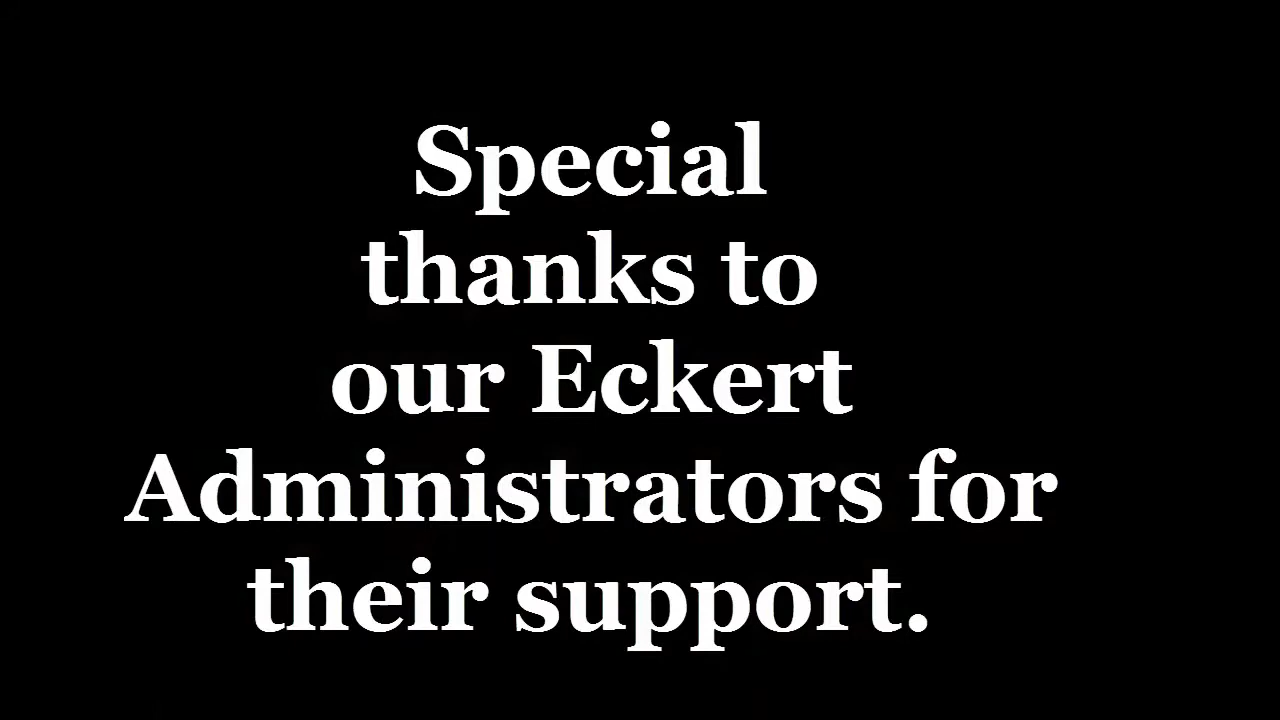 Special
thanks to
our Eckert
Administrators for
their support.